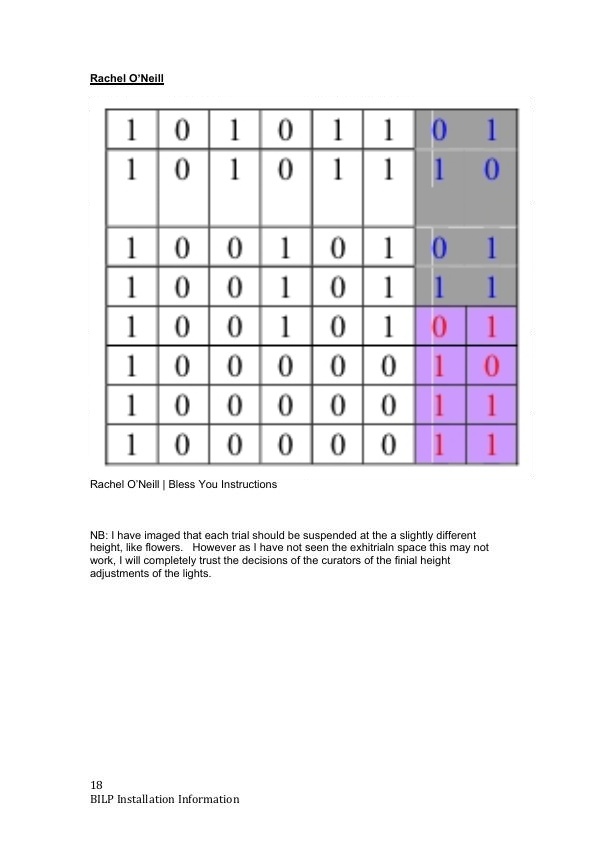 Rachel O'Neill
1 0 1 0 1 1 0 1
1 0 1 0 1 1 1 0
1 0 0 1 0 1 0 1
1 0 0 1 0 1 1 1
1 0 0 1 0 1 0 1
1 0 0 0 0 0 1 0
1 0 0 0 0 0 1 1
1 0 0 0 0 0 1 1
Rachel O'Neill | Bless You Instructions
NB: I have imaged that each trial should be suspended at the a slightly different
height, like flowers.   However as I have not seen the exhitrialn space this may not
work, I will completely trust the decisions of the curators of the finial height
adjustments of the lights.
18
BILP Installation Information